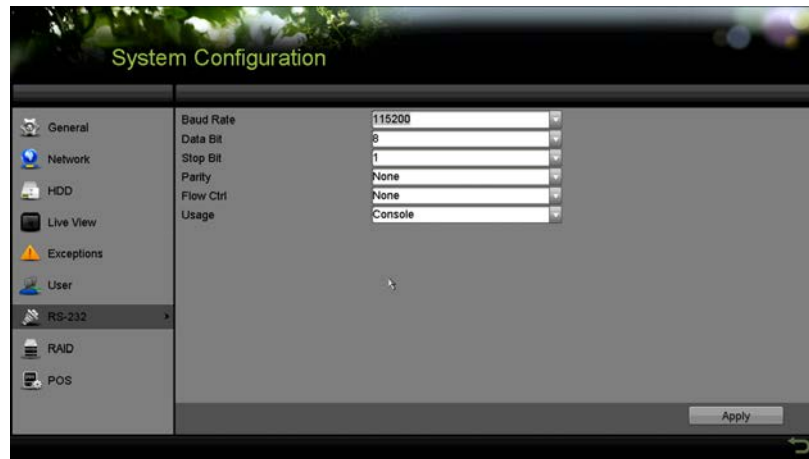 System Configuration
General
Network
HDD
Live View
Exceptions
User
RS-232
RAID
POS
Baud Rate 115200
Data Bit 8
Stop Bit 1
Parity None
Flow Ctrl None
Usage Console
Apply